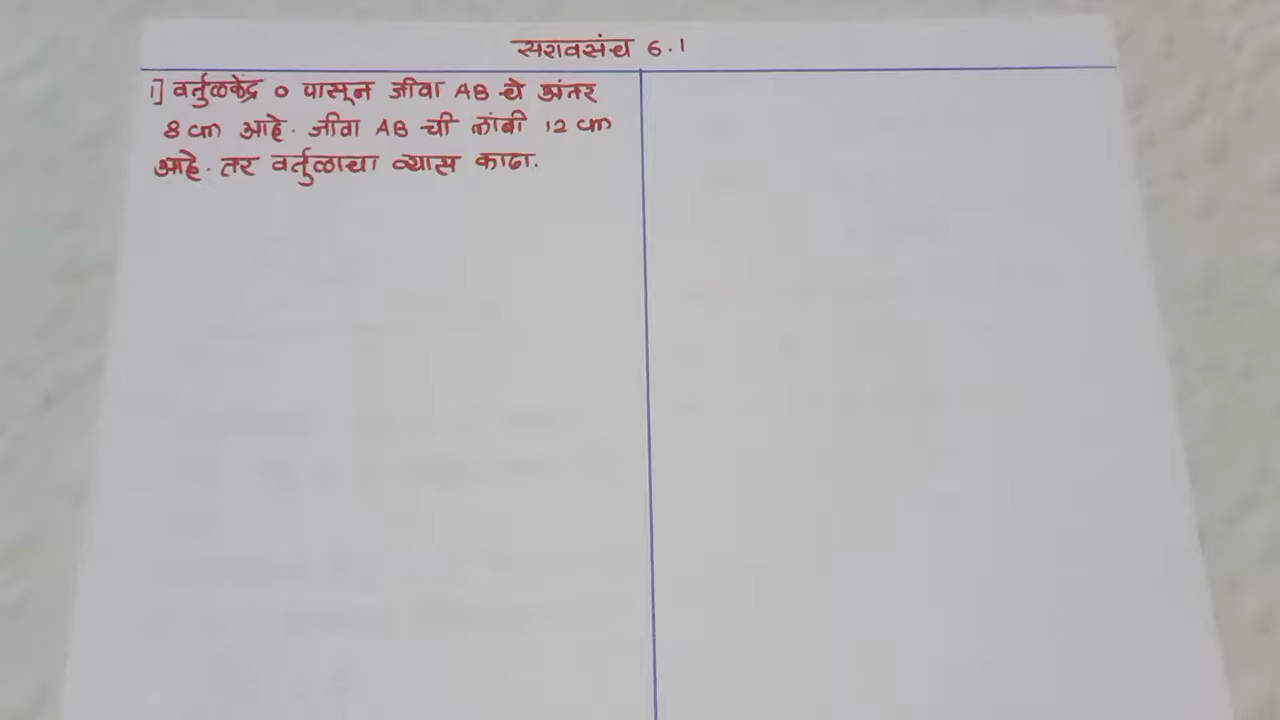 सरावसंच 6.1
1] वर्तुळकेंद्र O पासून जीवा AB चे अंतर
8 cm आहे. जीवा AB ची लांबी 12 cm
आहे. तर वर्तुळाचा व्यास काढा.